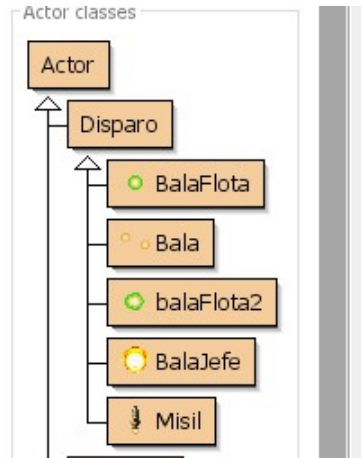 Actor classes
Actor
Disparo
BalaFlota
Bala
balaFlota2
BalaJefe
Misil